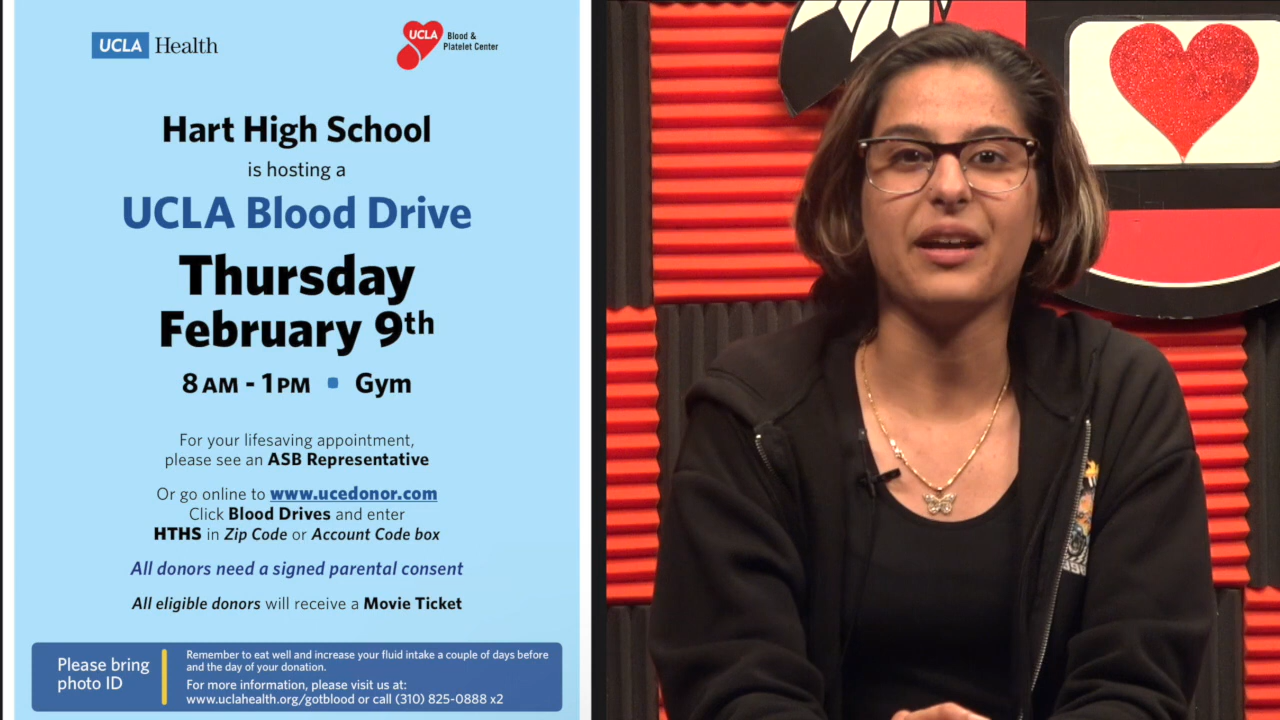 UCLA Health
UCLA Blood &
Platelet Center
Hart High School
is hosting a
UCLA Blood Drive
Thursday
February 9th
8 AM - 1 PM • Gym
For your lifesaving appointment,
please see an ASB Representative
Or go online to www.ucedonor.com
Click Blood Drives and enter
HTHS in Zip Code or Account Code box
All donors need a signed parental consent
All eligible donors will receive a Movie Ticket
Please bring
photo ID
Remember to eat well and increase your fluid intake a couple of days before
and the day of your donation.
For more information, please visit us at:
www.uclahealth.org/gotblood or call (310) 825-0888 x2